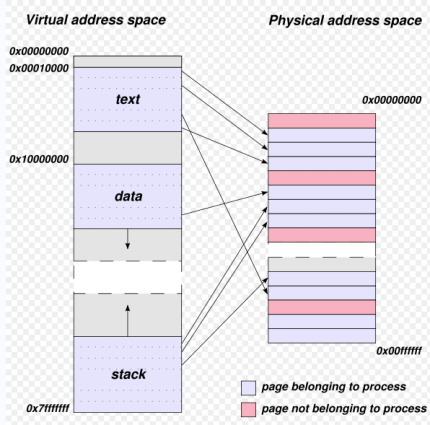 Virtual address space
Physical address space
0x00000000
0x00010000
text
0x00000000
0x10000000
data
stack
0x00ffffff
page belonging to process
0x7fffffff
page not belonging to process